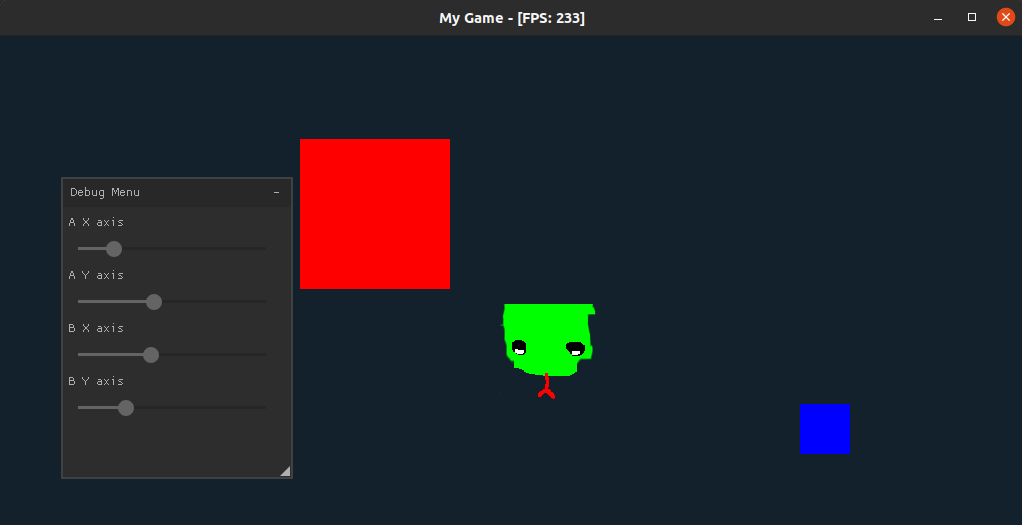 My Game - [FPS: 233]
Debug Menu -
A X axis
A Y axis
B X axis
B Y axis